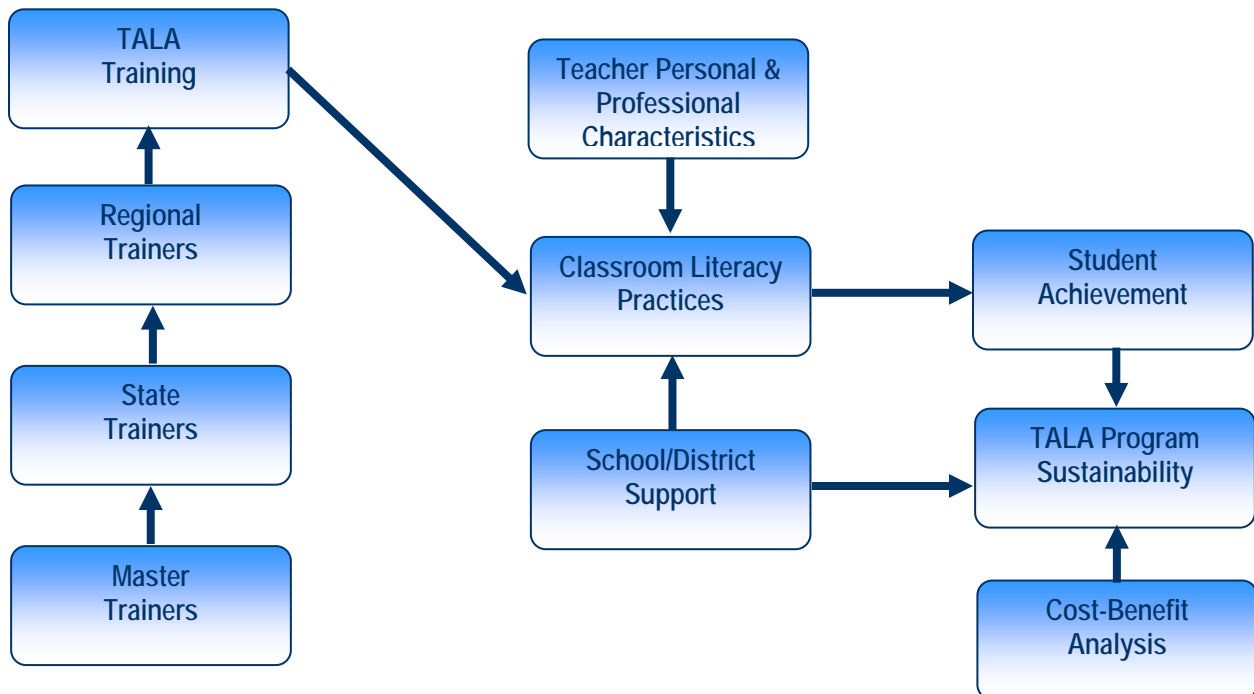 TALA
Training
Regional
Trainers
State
Trainers
Master
Trainers
Teacher Personal &
Professional
Characteristics
Classroom Literacy
Practices
School/District
Support
Student
Achievement
TALA Program
Sustainability
Cost-Benefit
Analysis